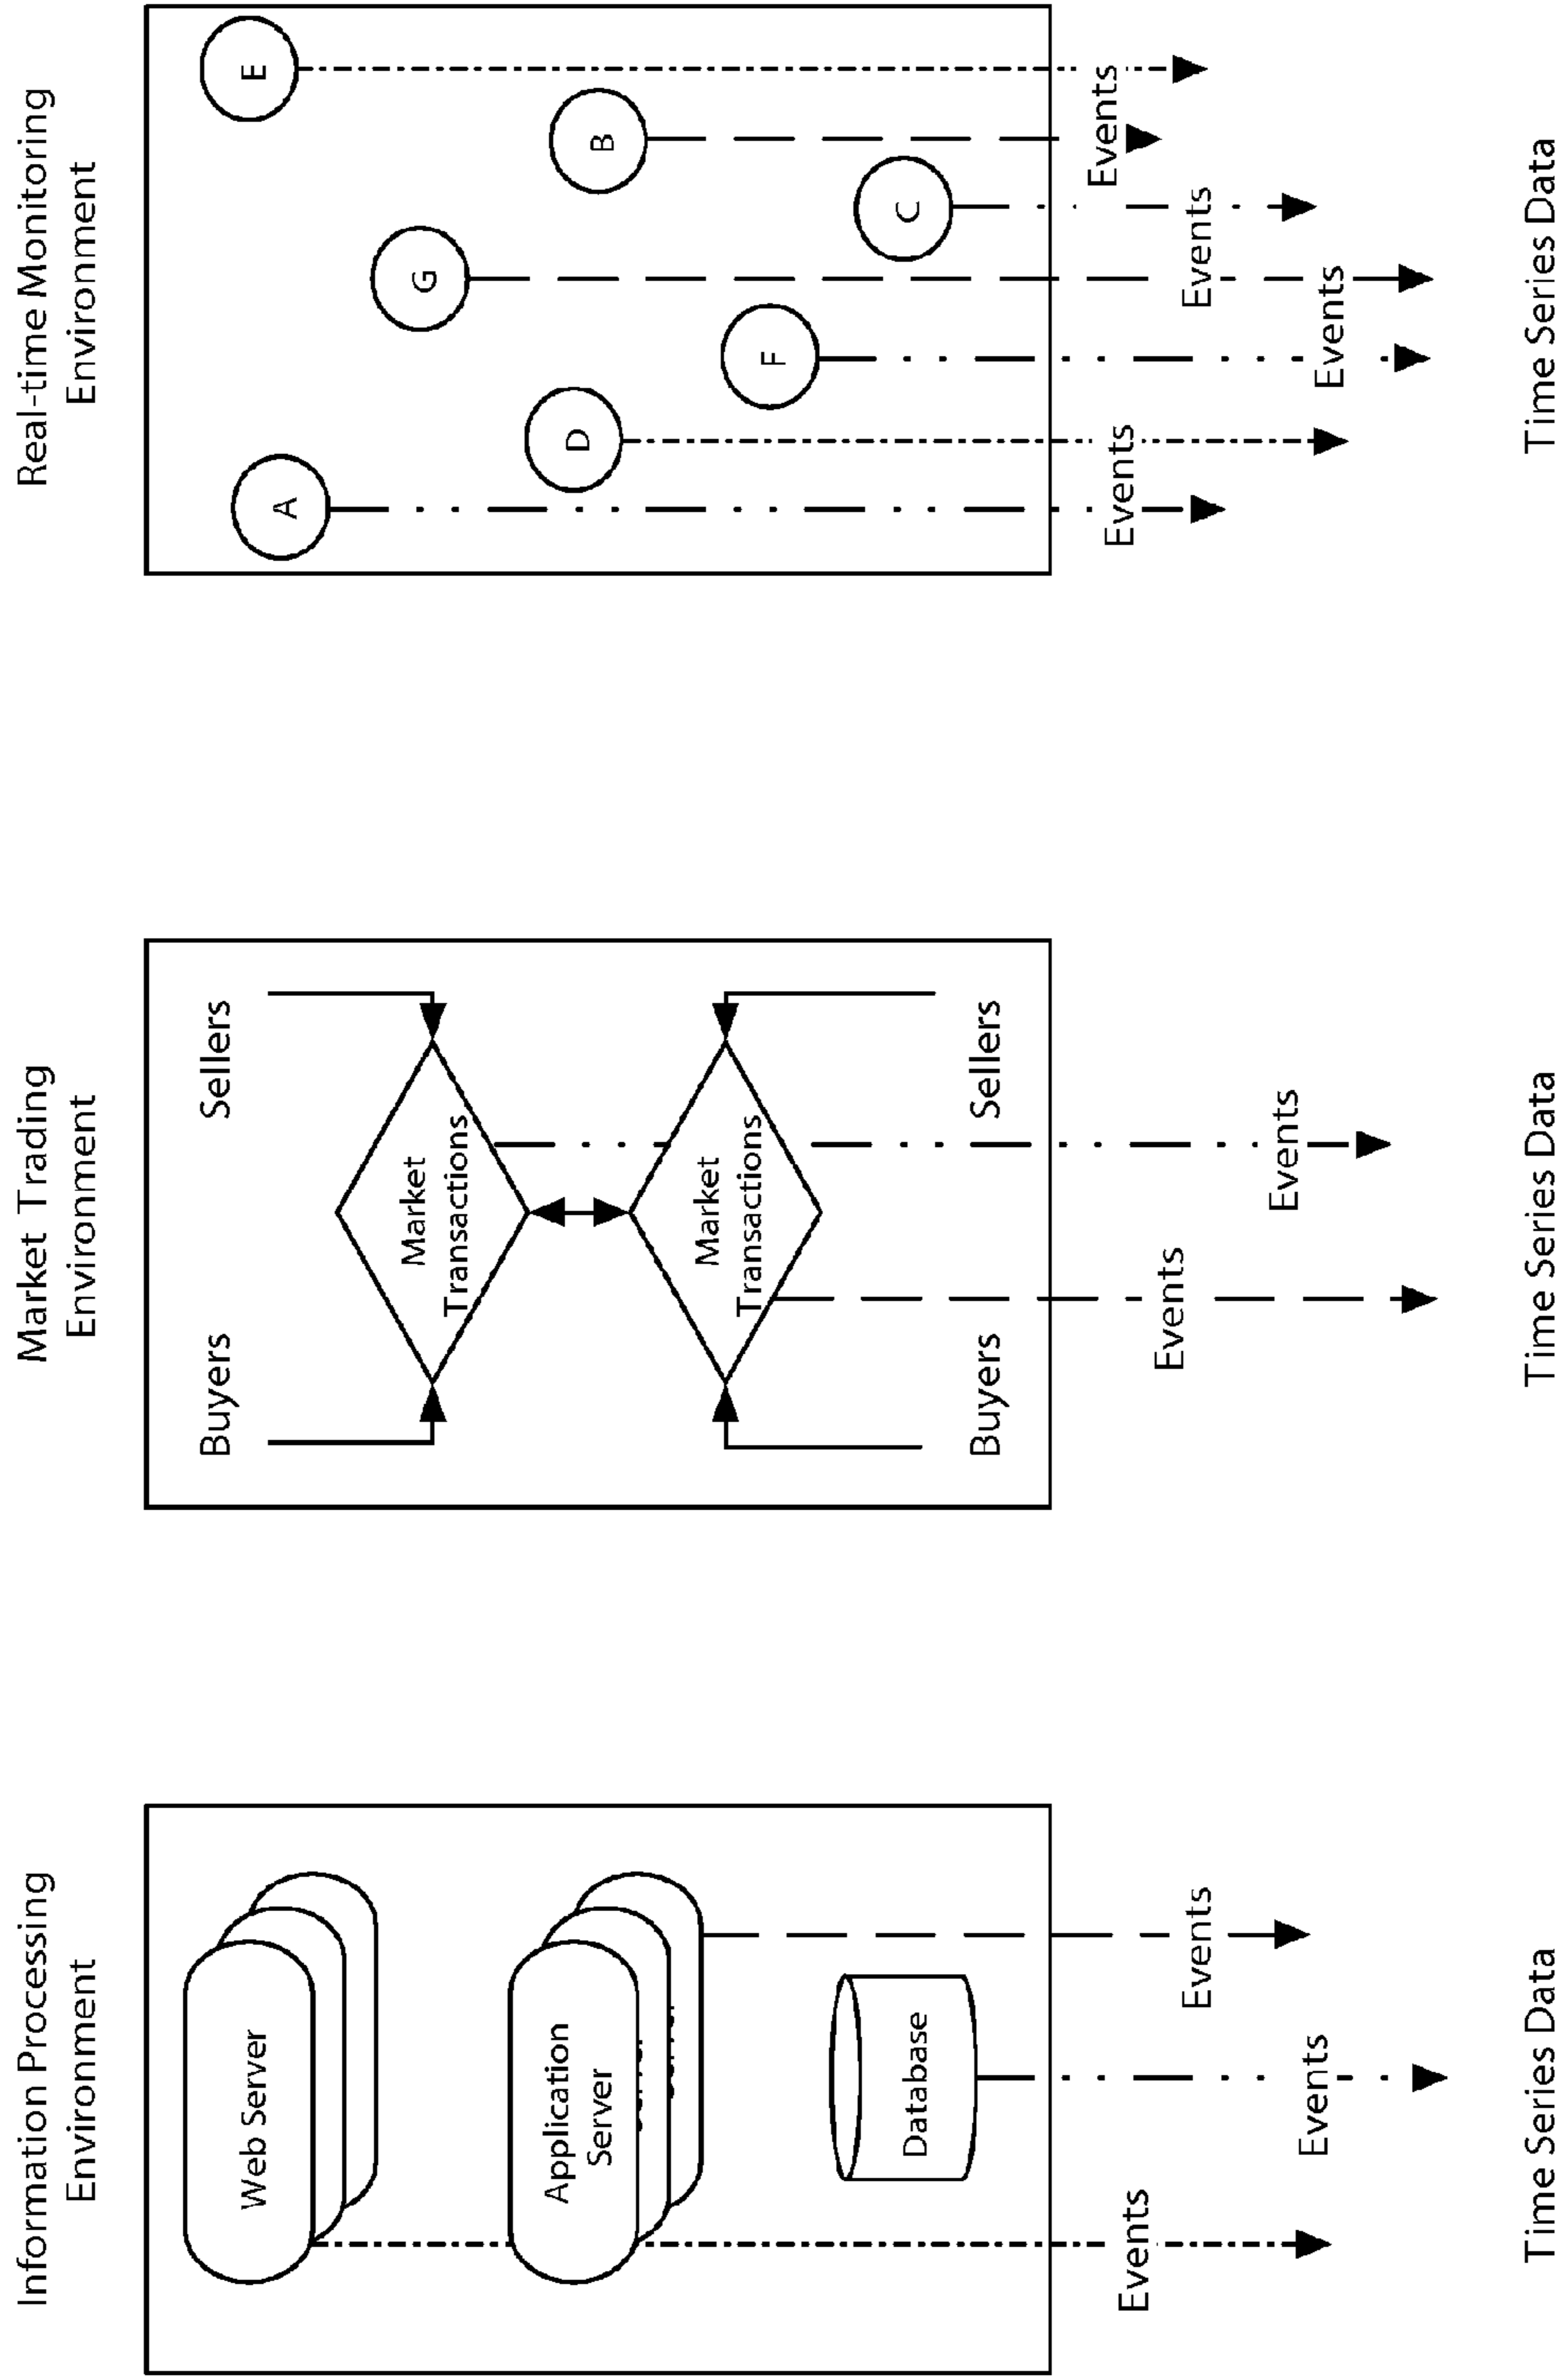 Information Processing
Environment
Web Server
Application
Server
Database
Events
Events
Events
Time Series Data
Market Trading
Environment
Buyers
Sellers
Market
Transactions
Market
Transactions
Buyers
Sellers
Events
Events
Time Series Data
Real-time Monitoring
Environment
E
A
G
B
D
F
C
Events
Events
Events
Events
Time Series Data